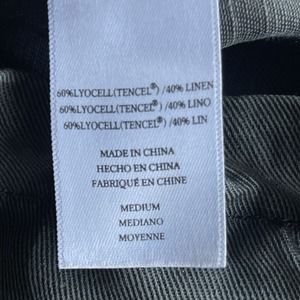 60%LYOCELL(TENCEL®) /40% LINEN
60%LYOCELL(TENCEL®) /40% LINO
60%LYOCELL(TENCEL®) /40% LIN
MADE IN CHINA
HECHO EN CHINA
FABRIQUÉ EN CHINE
MEDIUM
MEDIANO
MOYENNE